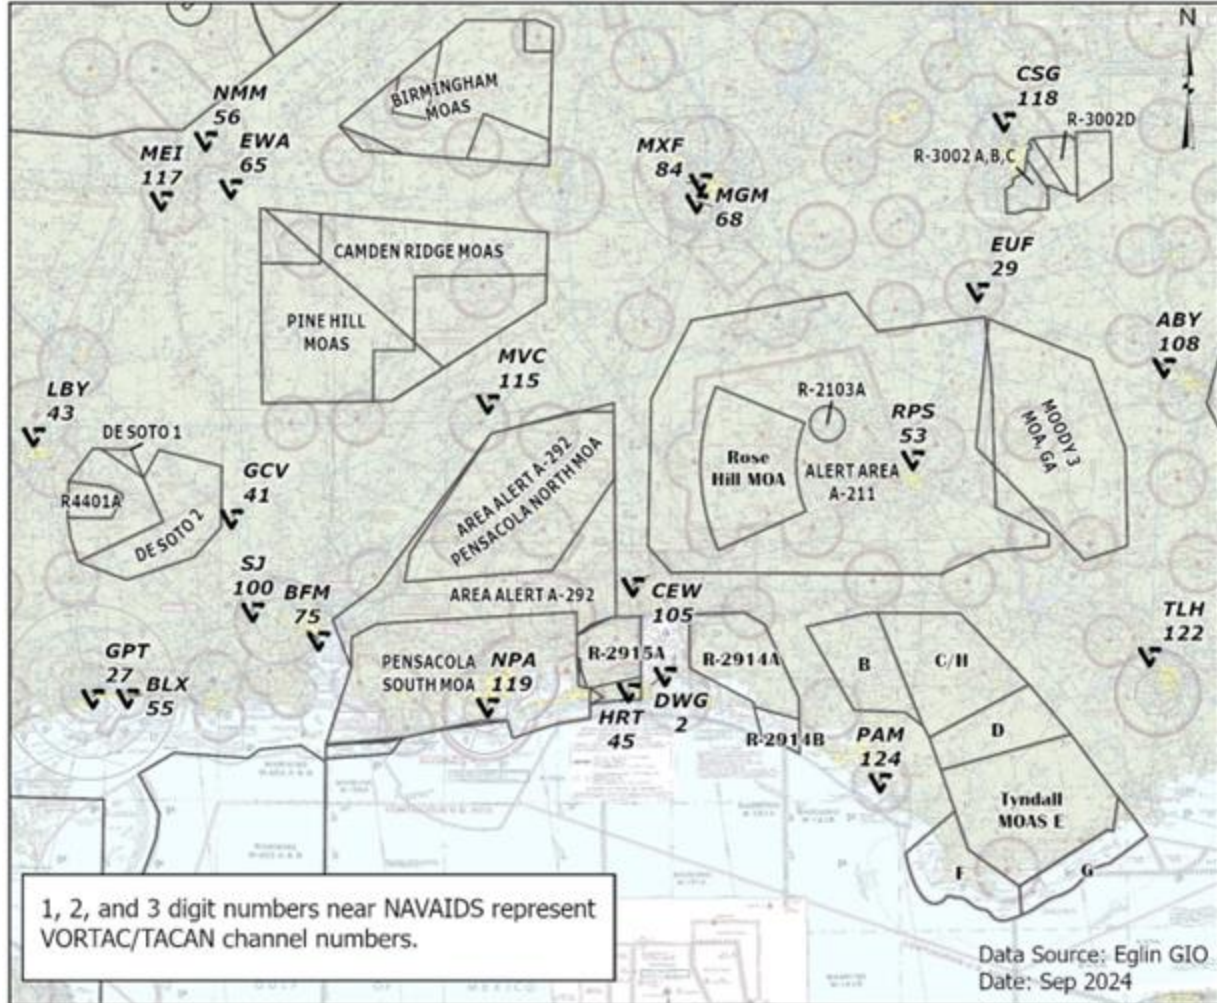 N
BIRMINGHAM
MOAS
NMM
56
EWA
65
MEI
117
MXF
84
MGM
68
CSG
118
R-3002D
R-3002 A,B,C
EUF
29
CAMDEN RIDGE MOAS
PINE HILL
MOAS
MVC
115
ABY
108
LBY
43
DE SOTO 1
R4401A
DE SOTO 2
GCV
41
AREA ALERT A-292
PENSACOLA NORTH MOA
AREA ALERT A-292
R-2103A
RPS
53
Rose
Hill MOA
ALERT AREA
A-211
MOODY 3
MOA, GA
SJ
100
BFM
75
CEW
105
TLH
122
GPT
27
BLX
55
PENSACOLA
SOUTH MOA
NPA
119
R-2915A
R-2914A
HRT
45
DWG
2
R-2914B
B
C/H
D
PAM
124
Tyndall
MOAS E
F
G
1, 2, and 3 digit numbers near NAVAIDS represent
VORTAC/TACAN channel numbers.
Data Source: Eglin GIO
Date: Sep 2024
GULF OF MEXICO